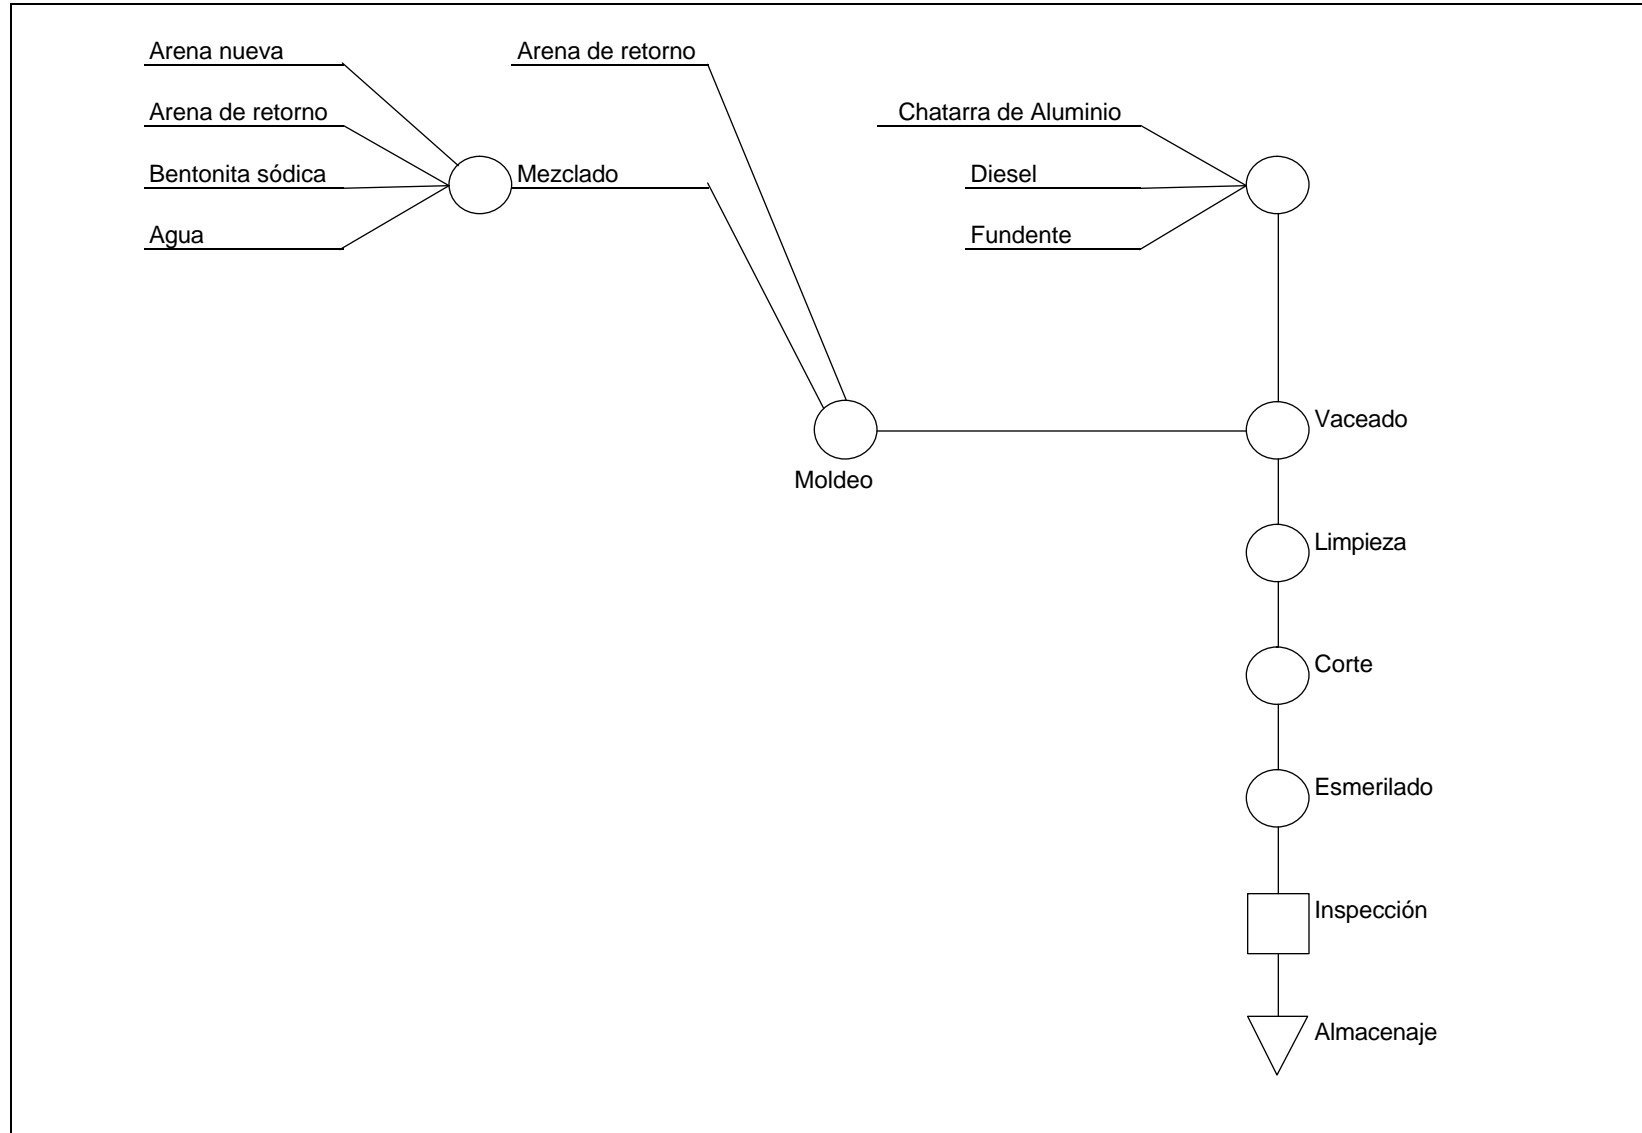 Arena nueva
Arena de retorno
Arena de retorno
Chatarra de Aluminio
Bentonita sódica
Mezclado
Diesel
Agua
Fundente
Vaceado
Moldeo
Limpieza
Corte
Esmerilado
Inspección
Almacenaje